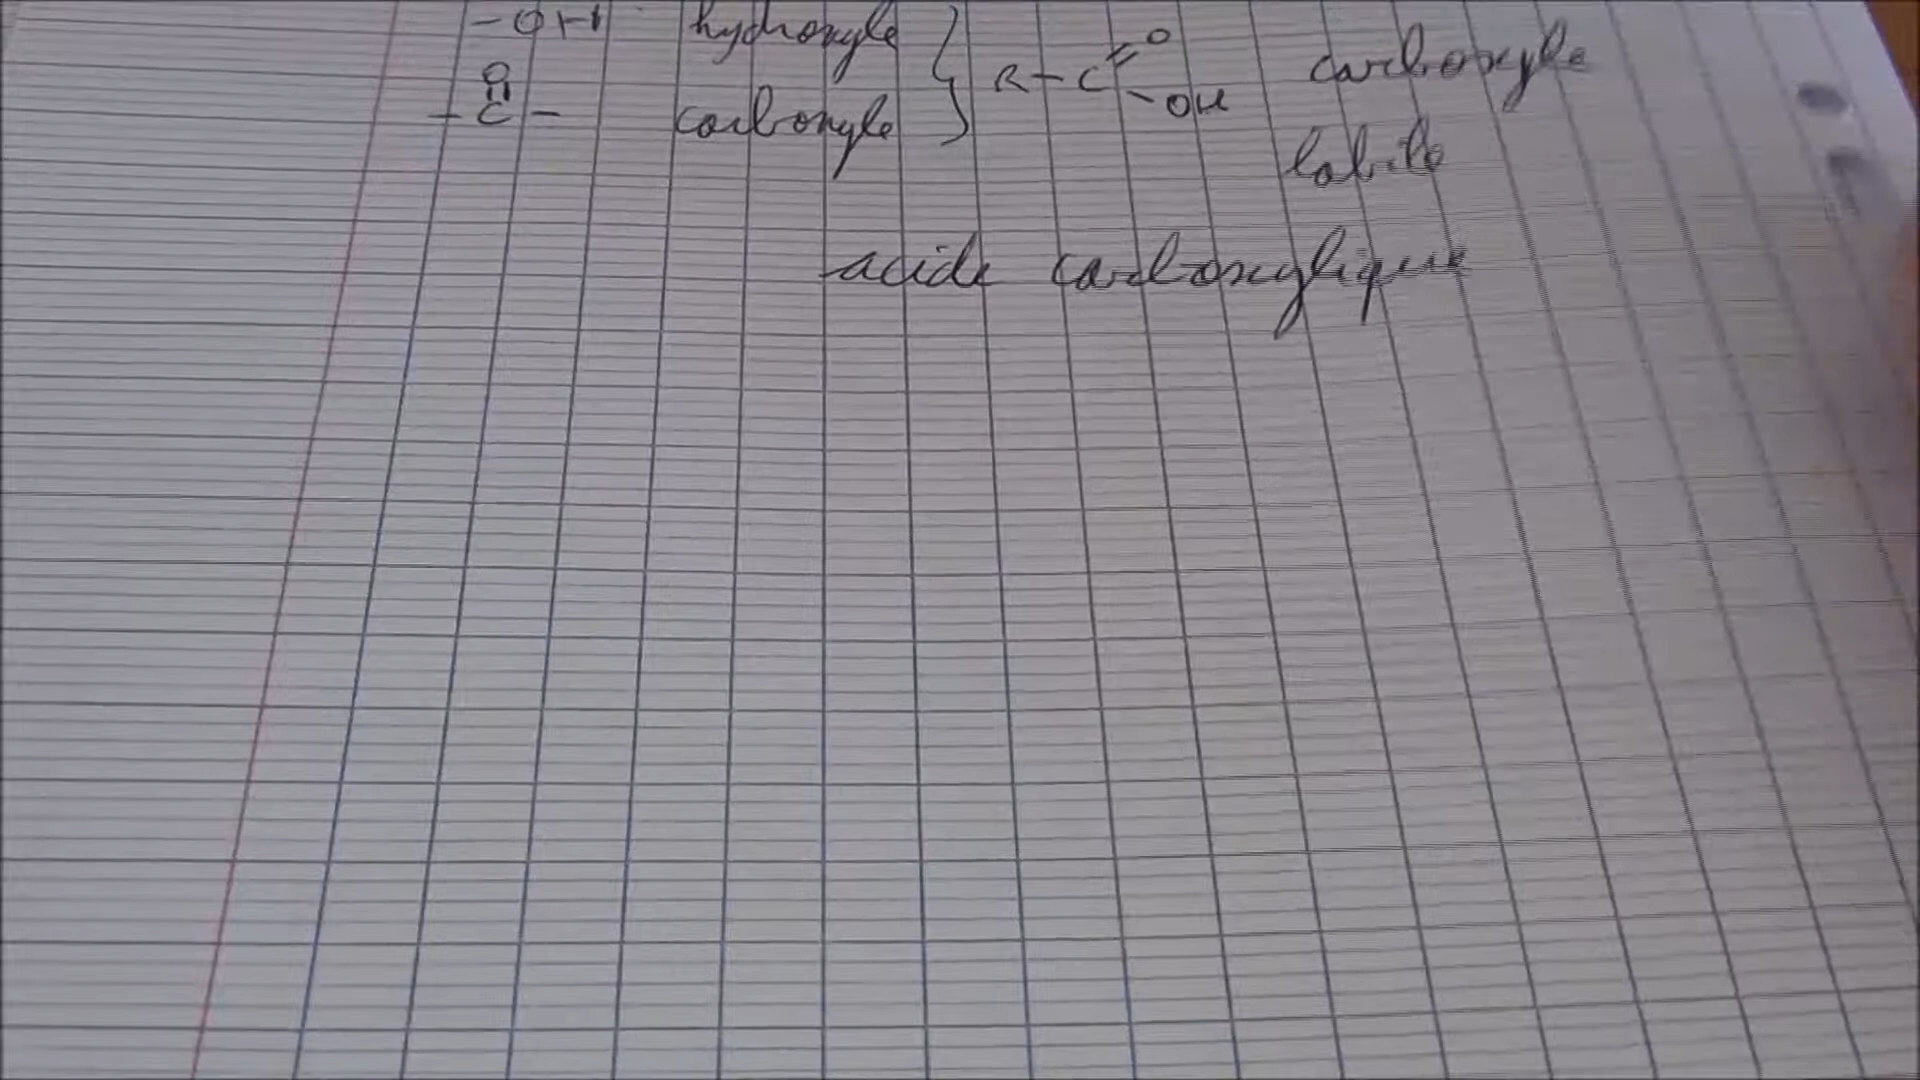 -OH hydroxyle
O
-C- carbonyle
R-C=O
-OH
carboxyle
labile
acide carboxylique